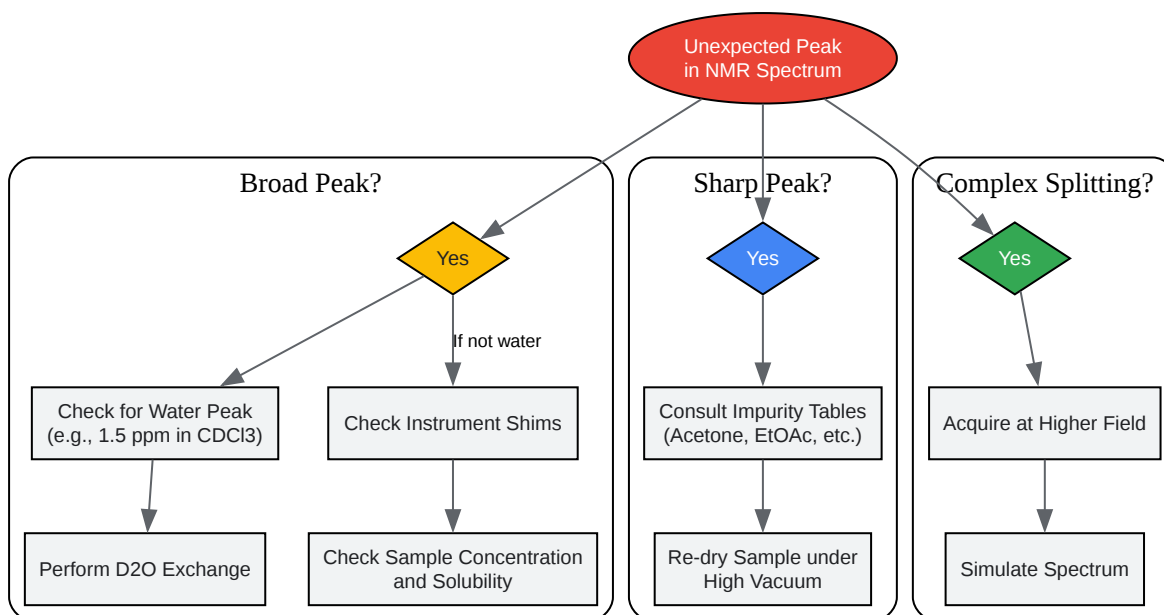 Unexpected Peak
in NMR Spectrum
Broad Peak?
Sharp Peak?
Complex Splitting?
Yes
Yes
Yes
If not water
Check for Water Peak
(e.g., 1.5 ppm in CDCl3)
Check Instrument Shims
Consult Impurity Tables
(Acetone, EtOAc, etc.)
Acquire at Higher Field
Perform D2O Exchange
Check Sample Concentration
and Solubility
Re-dry Sample under
High Vacuum
Simulate Spectrum